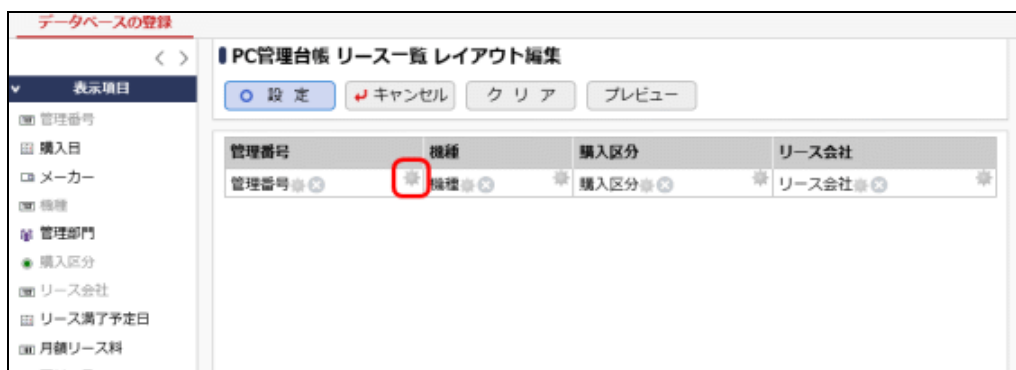 データベースの登録
表示項目
管理番号
購入日
メーカー
機種
管理部門
購入区分
リース会社
リース満了予定日
月額リース料
PC管理台帳 リース一覧 レイアウト編集
設定 キャンセル クリア プレビュー
管理番号 機種 購入区分 リース会社
管理番号 機種 購入区分 リース会社